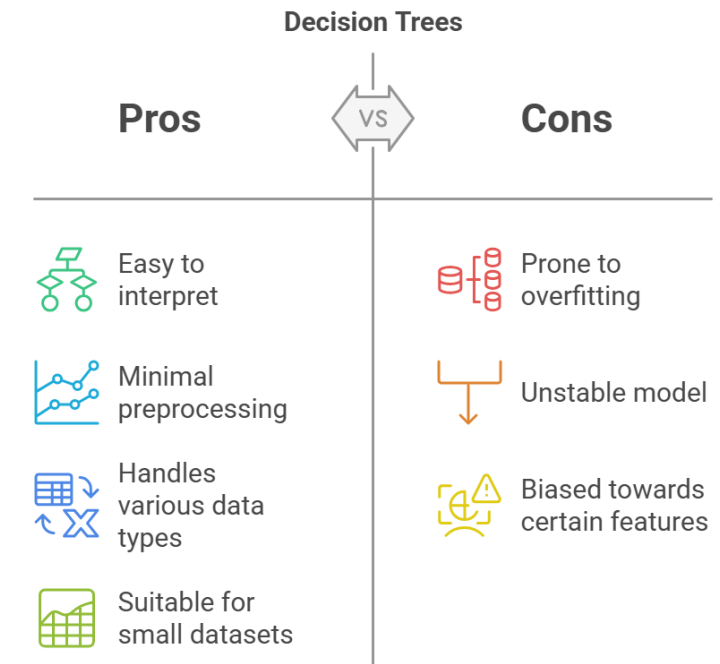 Decision Trees
Pros
VS
Cons
Easy to
interpret
Minimal
preprocessing
Handles
various data
types
Suitable for
small datasets
Prone to
overfitting
Unstable model
Biased towards
certain features